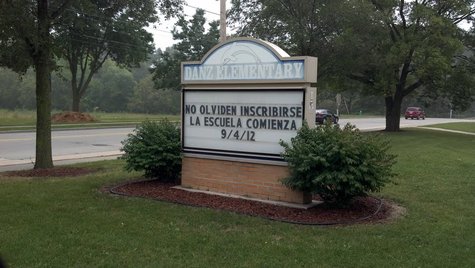 DANZ ELEMENTARY
NO OLVIDEN INSCRIBIRSE
LA ESCUELA COMIENZA
9/4/12